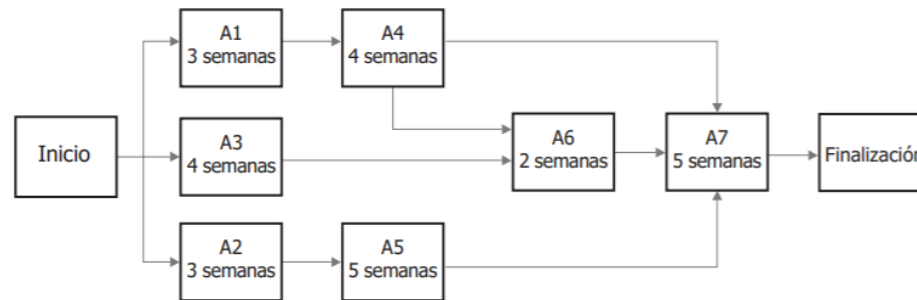 A1
3 semanas
A4
4 semanas
Inicio
A3
4 semanas
A6
2 semanas
A7
5 semanas
Finalización
A2
3 semanas
A5
5 semanas